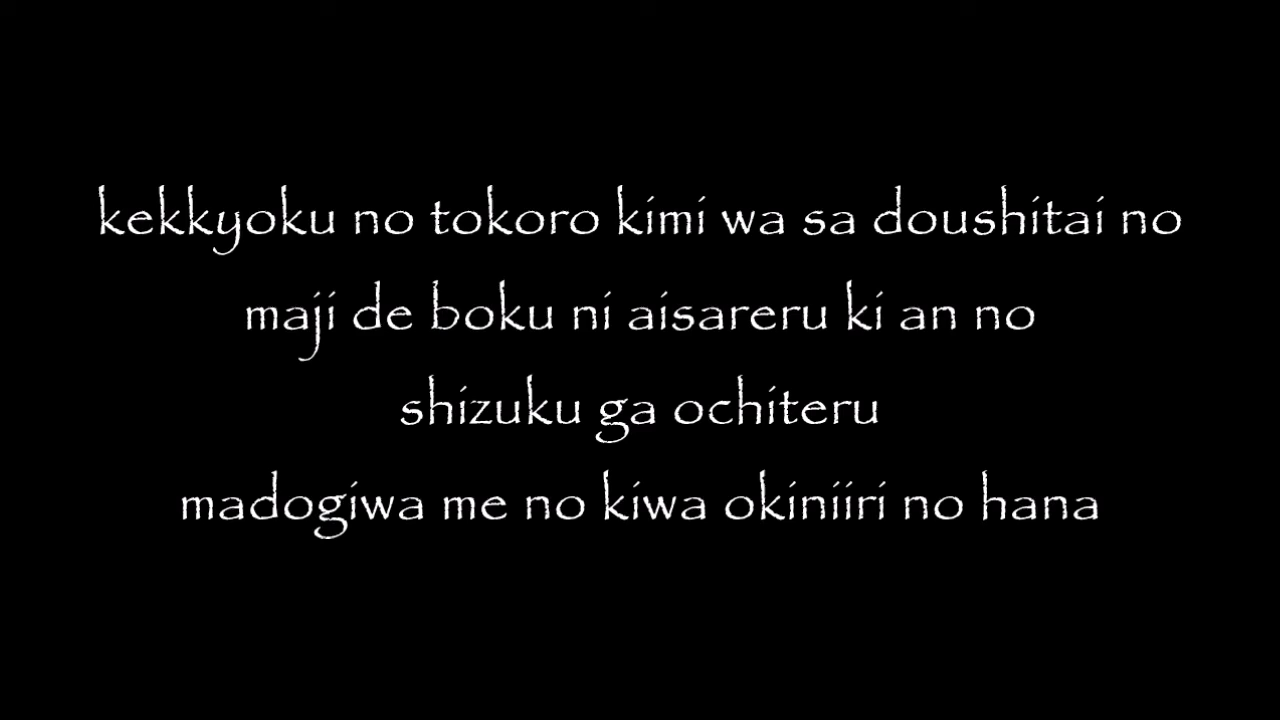 kekkyoku no tokoro kimi wa sa doushitai no
maji de boku ni aisareru ki an no
shizuku ga ochiteru
madogiwa me no kiwa okiniiri no hana